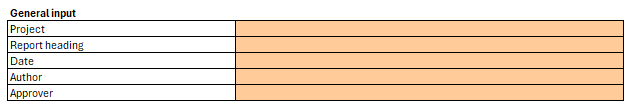 General input
Project
Report heading
Date
Author
Approver